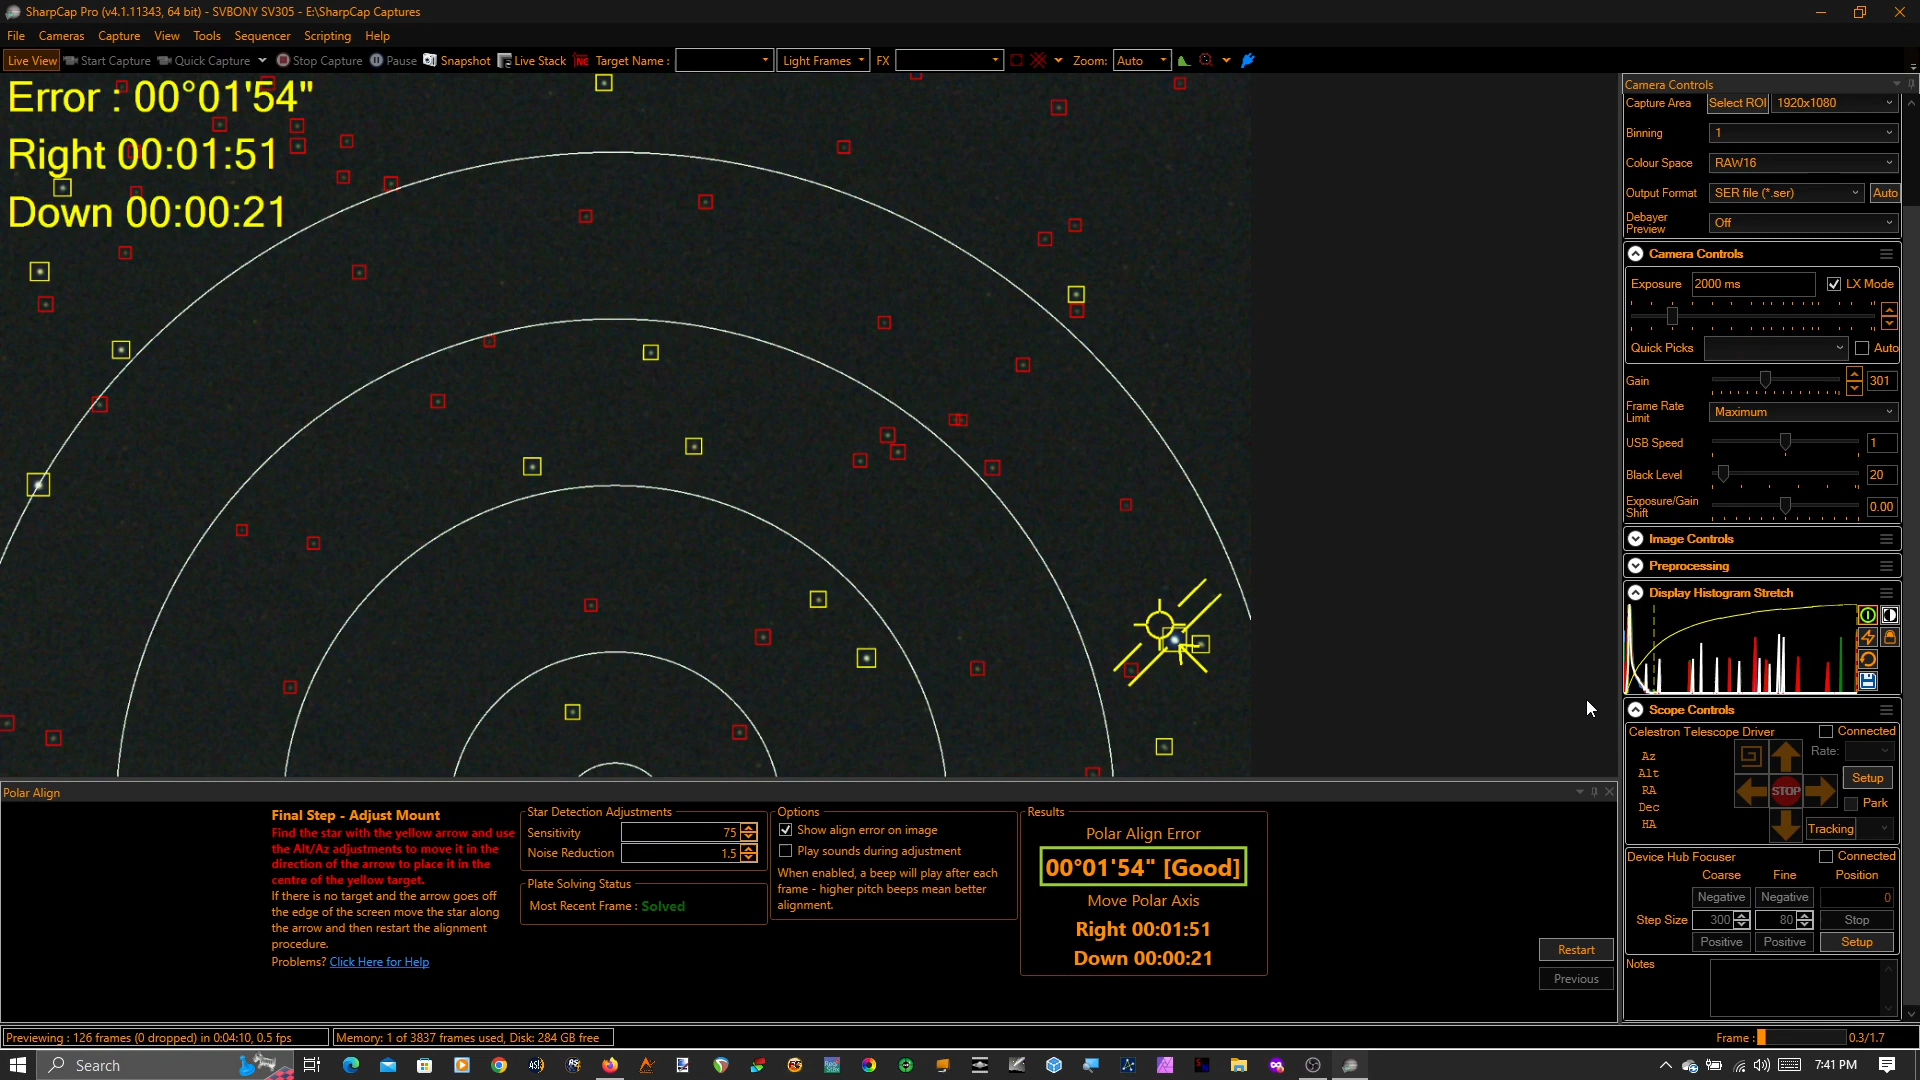 SharpCap Pro (v4.1.11343, 64 bit) - SVBONY SV305 - E:\SharpCap Captures
File Cameras Capture View Tools Sequencer Scripting Help
Live View Start Capture Quick Capture Stop Capture Pause Snapshot Live Stack Target Name : Light Frames FX Zoom: Auto
Error : 00°01'54"
Right 00:01:51
Down 00:00:21
Camera Controls
Capture Area Select ROI 1920x1080
Binning 1
Colour Space RAW16
Output Format SER file (*.ser) Auto
Debayer Preview Off
Camera Controls
Exposure 2000 ms LX Mode
Quick Picks Auto
Gain 301
Frame Rate Limit Maximum
USB Speed 1
Black Level 20
Exposure/Gain Shift 0.00
Image Controls
Preprocessing
Display Histogram Stretch
Scope Controls
Celestron Telescope Driver Connected
Az Rate:
Alt Setup
RA STOP
Dec Park
HA Tracking
Device Hub Focuser Connected
Coarse Fine Position
Negative Negative 0
Step Size 300 80 Stop
Positive Positive Setup
Notes
Polar Align
Final Step - Adjust Mount
Find the star with the yellow arrow and use
the Alt/Az adjustments to move it in the
direction of the arrow to place it in the
centre of the yellow target.
If there is no target and the arrow goes off
the edge of the screen move the star along
the arrow and then restart the alignment
procedure.
Problems? Click Here for Help
Star Detection Adjustments
Sensitivity 75
Noise Reduction 1.5
Plate Solving Status
Most Recent Frame : Solved
Options
Show align error on image
Play sounds during adjustment
When enabled, a beep will play after each
frame - higher pitch beeps mean better
alignment.
Results
Polar Align Error
00°01'54" [Good]
Move Polar Axis
Right 00:01:51
Down 00:00:21
Restart
Previous
Previewing : 126 frames (0 dropped) in 0:04:10, 0.5 fps Memory: 1 of 3837 frames used, Disk: 284 GB free Frame : 0.3/1.7
Search 7:41 PM